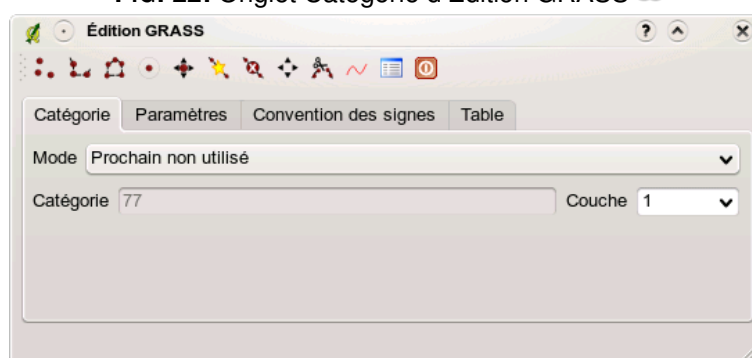 FIG. 22: Onglet Catégorie d'Édition GRASS
Édition GRASS
Catégorie Paramètres Convention des signes Table
Mode Prochain non utilisé
Catégorie 77 Couche 1